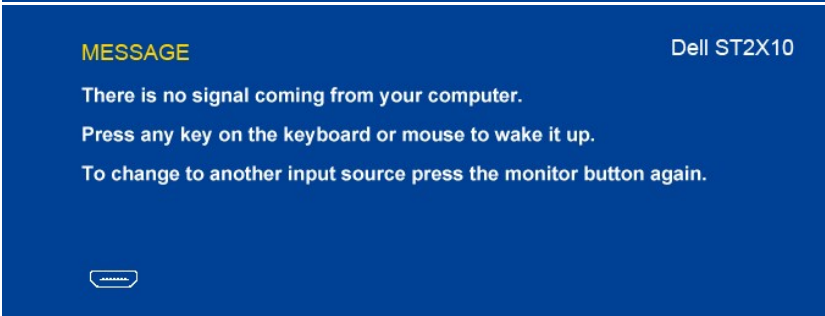 MESSAGE
Dell ST2X10
There is no signal coming from your computer.
Press any key on the keyboard or mouse to wake it up.
To change to another input source press the monitor button again.